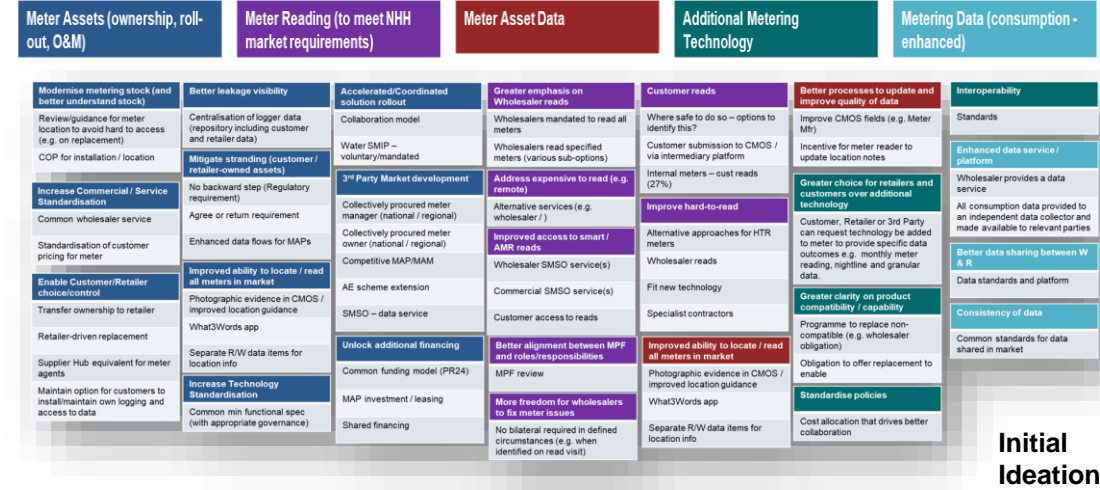 Meter Assets (ownership, roll-
out, O&M)
Meter Reading (to meet NHH
market requirements)
Meter Asset Data
Additional Metering
Technology
Metering Data (consumption -
enhanced)
Modernise metering stock (and
better understand stock)
Review/guidance for meter
location to avoid hard to access
(e.g. on replacement)
COP for installation / location
Increase Commercial / Service
Standardisation
Common wholesaler service
Standardisation of customer
pricing for meter
Enable Customer/Retailer
choice/control
Transfer ownership to retailer
Retailer-driven replacement
Supplier Hub equivalent for meter
agents
Maintain option for customers to
install/maintain own logging and
access to data
Better leakage visibility
Centralisation of logger data
(repository including customer
and retailer data)
Mitigate stranding (customer /
retailer-owned assets)
No backward step (Regulatory
requirement)
Agree or return requirement
Enhanced data flows for MAPs
Improved ability to locate / read
all meters in market
Photographic evidence in CMOS /
improved location guidance
What3Words app
Separate R/W data items for
location info
Increase Technology
Standardisation
Common min functional spec
(with appropriate governance)
Accelerated/Coordinated
solution rollout
Collaboration model
Water SMIP –
voluntary/mandated
3rd Party Market development
Collectively procured meter
manager (national / regional)
Collectively procured meter
owner (national / regional)
Competitive MAP/MAM
AE scheme extension
SMSO – data service
Unlock additional financing
Common funding model (PR24)
MAP investment / leasing
Shared financing
Greater emphasis on
Wholesaler reads
Wholesalers mandated to read all
meters
Wholesalers read specified
meters (various sub-options)
Address expensive to read (e.g.
remote)
Alternative services (e.g.
wholesaler / )
Improved access to smart /
AMR reads
Wholesaler SMSO service(s)
Commercial SMSO service(s)
Customer access to reads
Better alignment between MPF
and roles/responsibilities
MPF review
More freedom for wholesalers
to fix meter issues
No bilateral required in defined
circumstances (e.g. when
identified on read visit)
Customer reads
Where safe to do so – options to
identify this?
Customer submission to CMOS /
via intermediary platform
Internal meters – cust reads
(27%)
Improve hard-to-read
Alternative approaches for HTR
meters
Wholesaler reads
Fit new technology
Specialist contractors
Improved ability to locate / read
all meters in market
Photographic evidence in CMOS /
improved location guidance
What3Words app
Separate R/W data items for
location info
Better processes to update and
improve quality of data
Improve CMOS fields (e.g. Meter
Mfr)
Incentive for meter reader to
update location notes
Greater choice for retailers and
customers over additional
technology
Customer, Retailer or 3rd Party
can request technology be added
to meter to provide specific data
outcomes e.g. monthly meter
reading, nightline and granular
data.
Greater clarity on product
compatibility / capability
Programme to replace non-
compatible (e.g. wholesaler
obligation)
Obligation to offer replacement to
enable
Standardise policies
Cost allocation that drives better
collaboration
Interoperability
Standards
Enhanced data service /
platform
Wholesaler provides a data
service
All consumption data provided to
an independent data collector and
made available to relevant parties
Better data sharing between W
& R
Data standards and platform
Consistency of data
Common standards for data
shared in market
Initial
Ideation